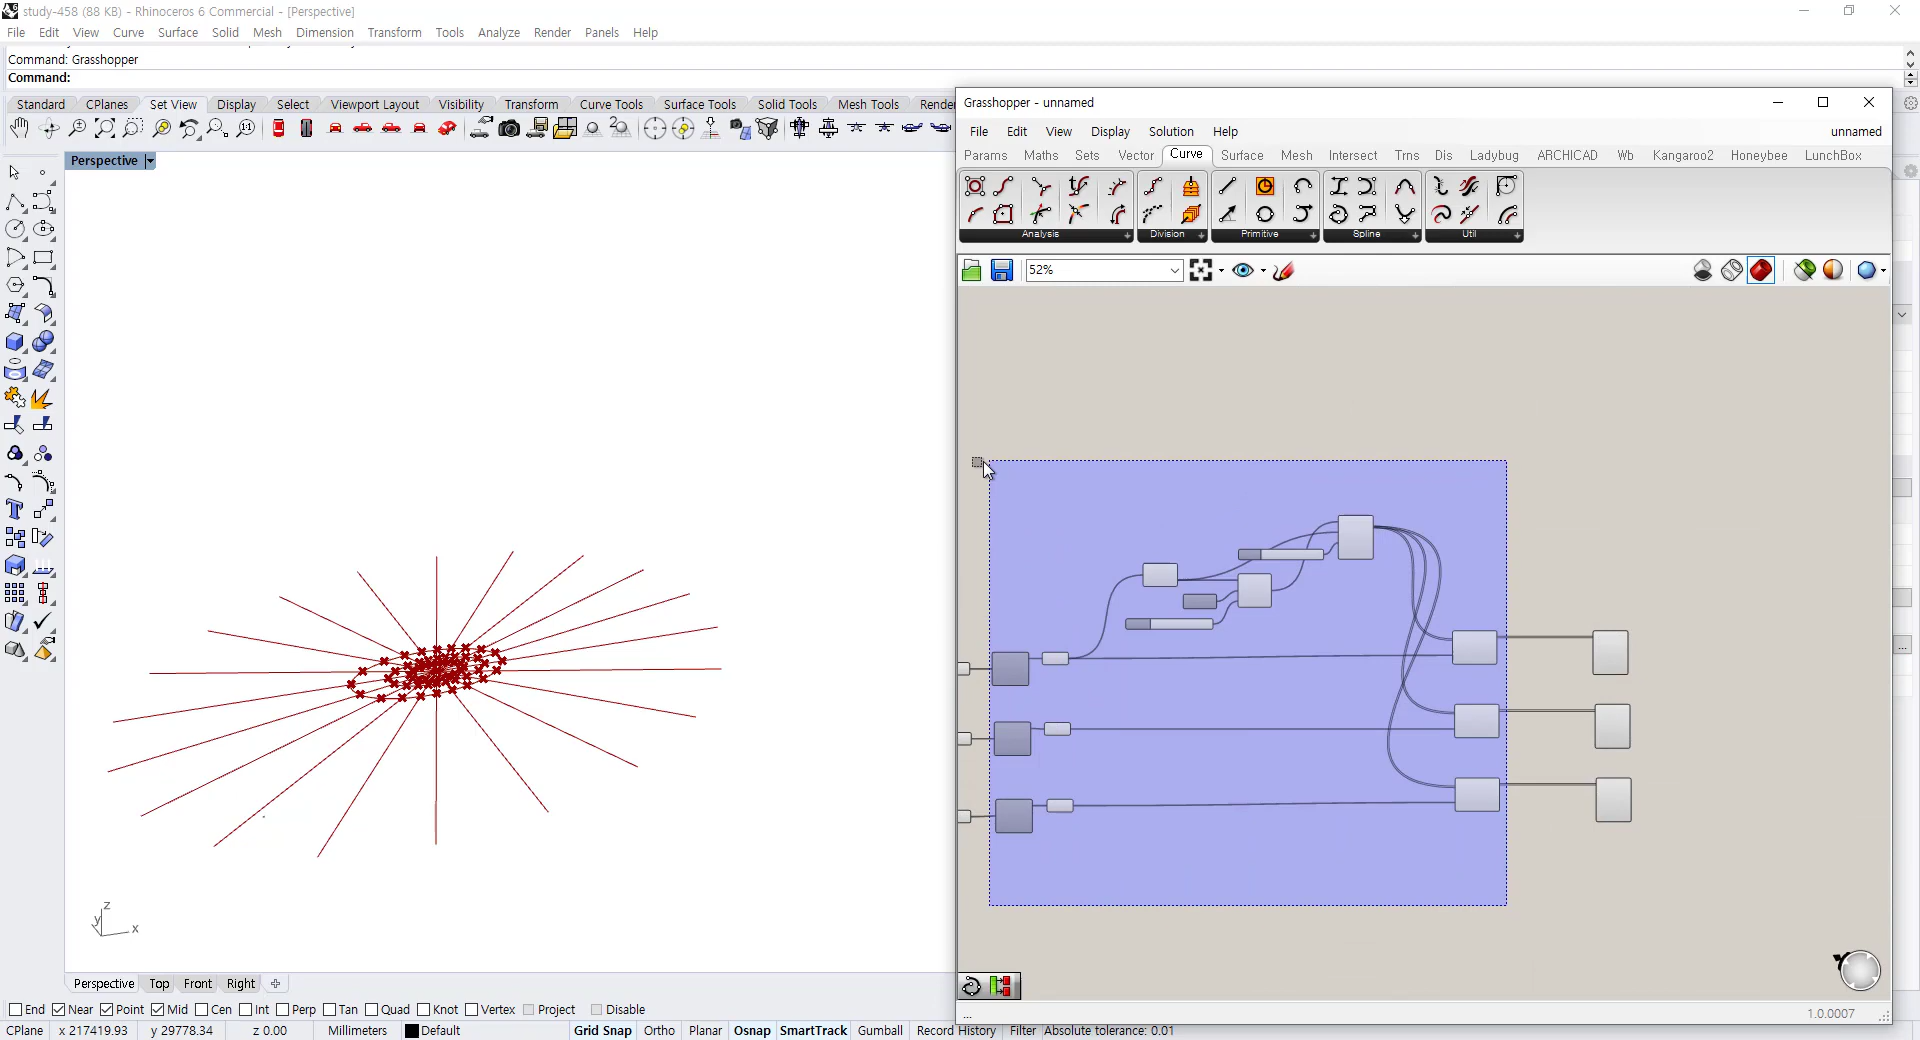 study-458 (88 KB) - Rhinoceros 6 Commercial - [Perspective]
File Edit View Curve Surface Solid Mesh Dimension Transform Tools Analyze Render Panels Help
Command: Grasshopper
Command:
Standard CPlanes Set View Display Select Viewport Layout Visibility Transform Curve Tools Surface Tools Solid Tools Mesh Tools Render
Perspective
Grasshopper - unnamed
File Edit View Display Solution Help unnamed
Params Maths Sets Vector Curve Surface Mesh Intersect Trns Dis Ladybug ARCHICAD Wb Kangaroo2 Honeybee LunchBox
Analysis Division Primitive Spline Util
52%
z
y
x
Perspective Top Front Right
End Near Point Mid Cen Int Perp Tan Quad Knot Vertex Project Disable
... 1.0.0007
CPlane x 217419.93 y 29778.34 z 0.00 Millimeters Default Grid Snap Ortho Planar Osnap SmartTrack Gumball Record History Filter Absolute tolerance: 0.01